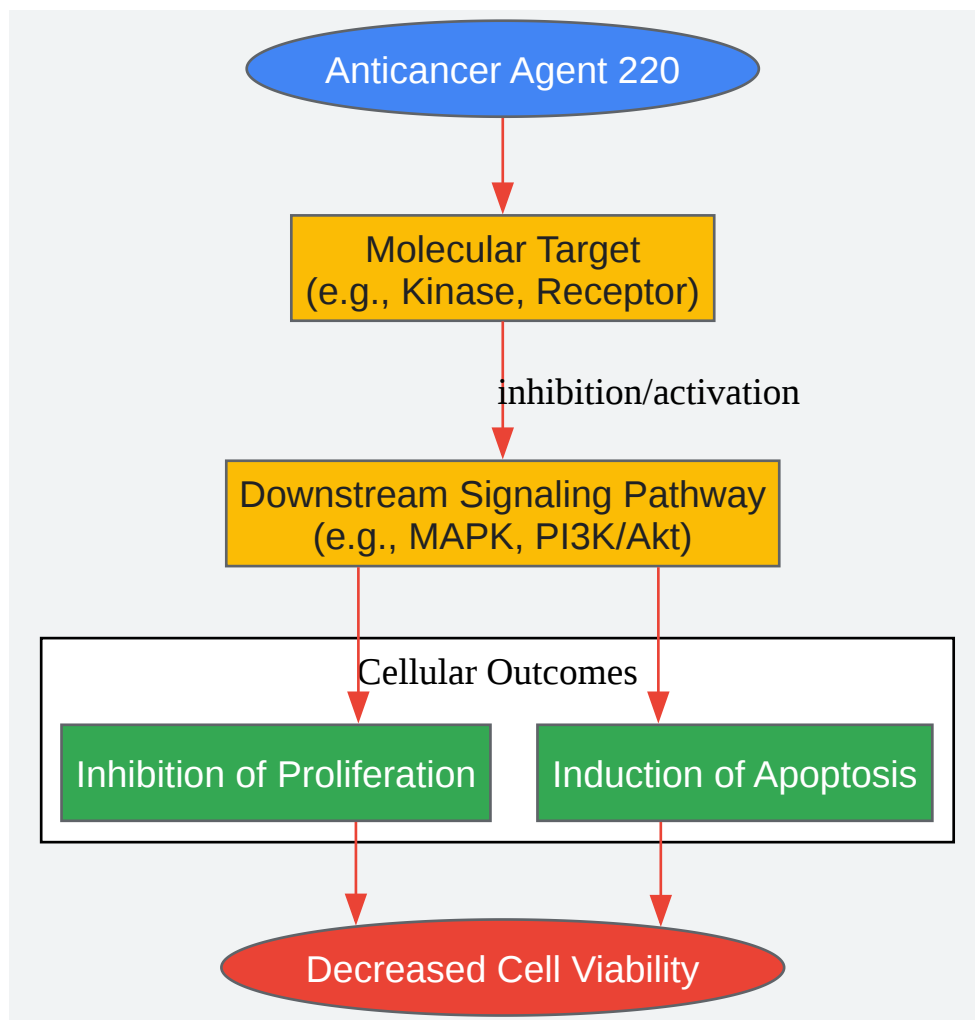 Anticancer Agent 220
Molecular Target
(e.g., Kinase, Receptor)
inhibition/activation
Downstream Signaling Pathway
(e.g., MAPK, PI3K/Akt)
Cellular Outcomes
Inhibition of Proliferation
Induction of Apoptosis
Decreased Cell Viability